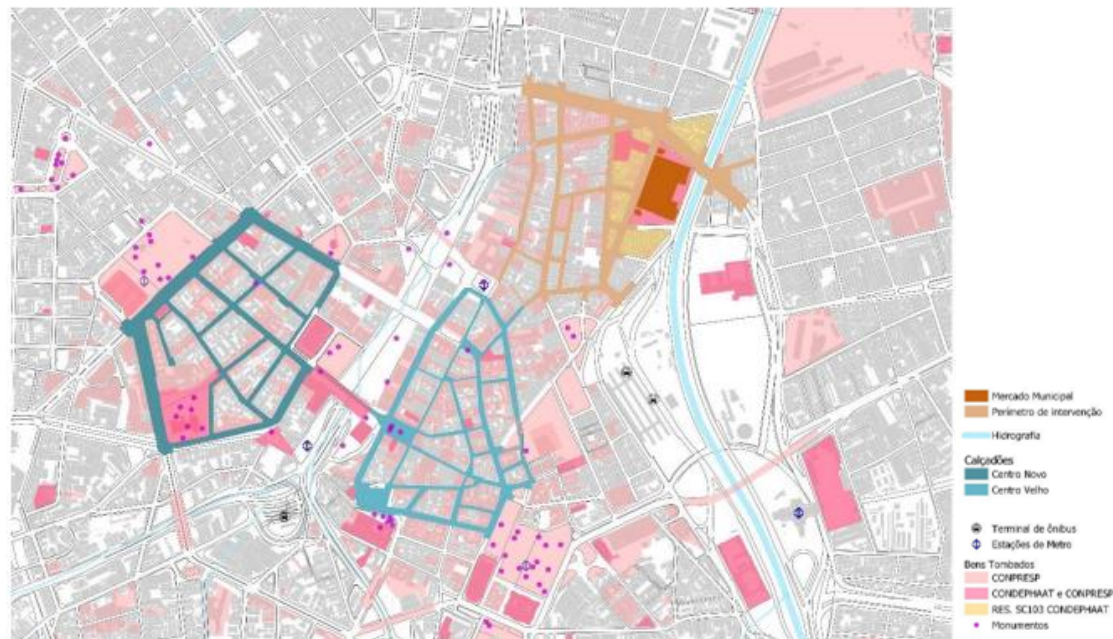 Mercado Municipal
Perímetro de intervenção
Hidrografia
Calçadões
Centro Novo
Centro Velho
Terminal de ônibus
Estações de Metro
Bens Tombados
CONPRESP
CONDEPHAAT e CONPRESP
RES. SC103 CONDEPHAAT
Monumentos